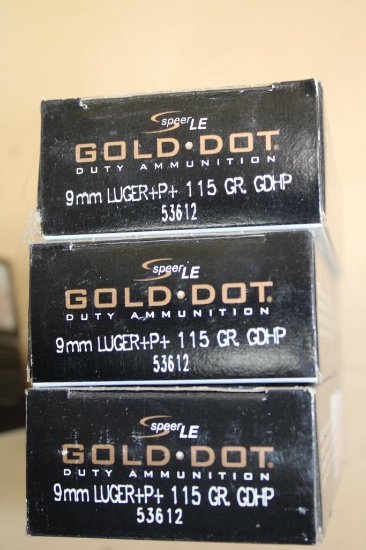 speer LE
GOLD·DOT.
DUTY AMMUNITION
9mm LUGER+P+ 115 GR. GDHP
53612
speer LE
GOLD·DOT.
DUTY AMMUNITION
9mm LUGER+P+ 115 GR. GDHP
53612
speer LE
GOLD·DOT.
DUTY AMMUNITION
9mm LUGER+P+ 115 GR. GDHP
53612